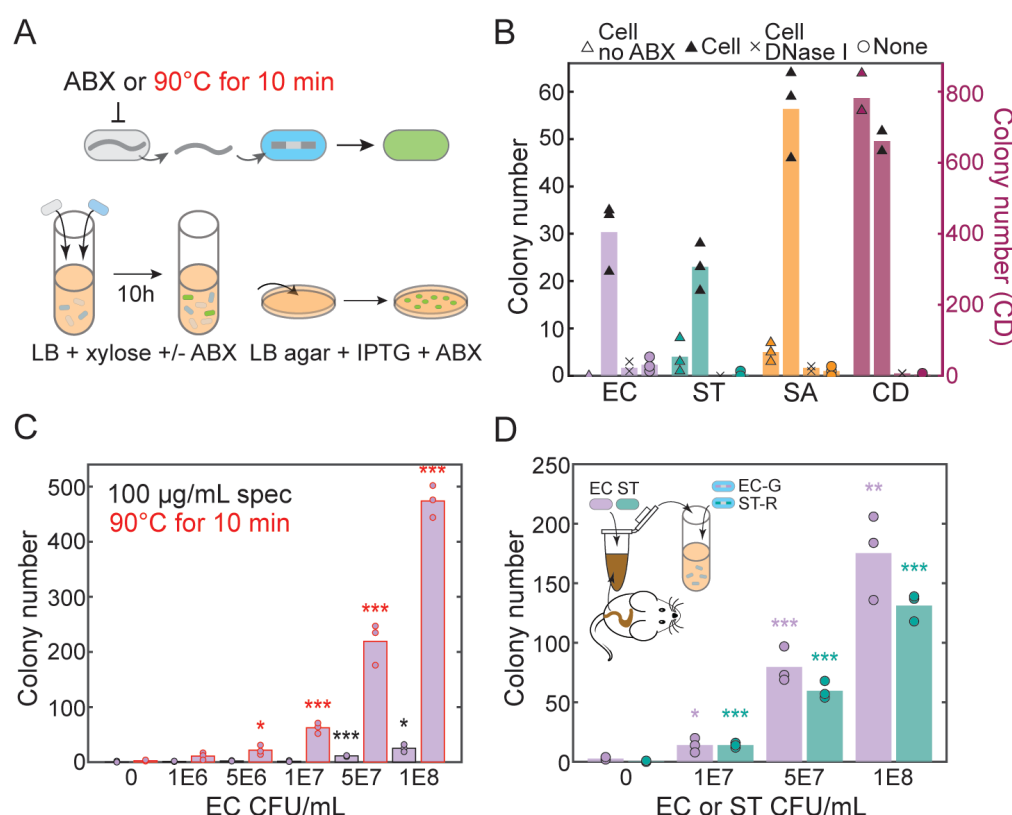 A
ABX or 90°C for 10 min
10h
LB + xylose +/- ABX
LB agar + IPTG + ABX
B
△ Cell no ABX
▲ Cell
× Cell DNase I
○ None
Colony number
60
50
40
30
20
10
0
EC
ST
SA
CD
800
600
400
200
0
Colony number (CD)
C
100 µg/mL spec
90°C for 10 min
Colony number
500
400
300
200
100
0
*
***
***
***
*
***
0
1E6
5E6
1E7
5E7
1E8
EC CFU/mL
D
EC ST
EC-G
ST-R
Colony number
250
200
150
100
50
0
*
***
***
***
**
***
0
1E7
5E7
1E8
EC or ST CFU/mL